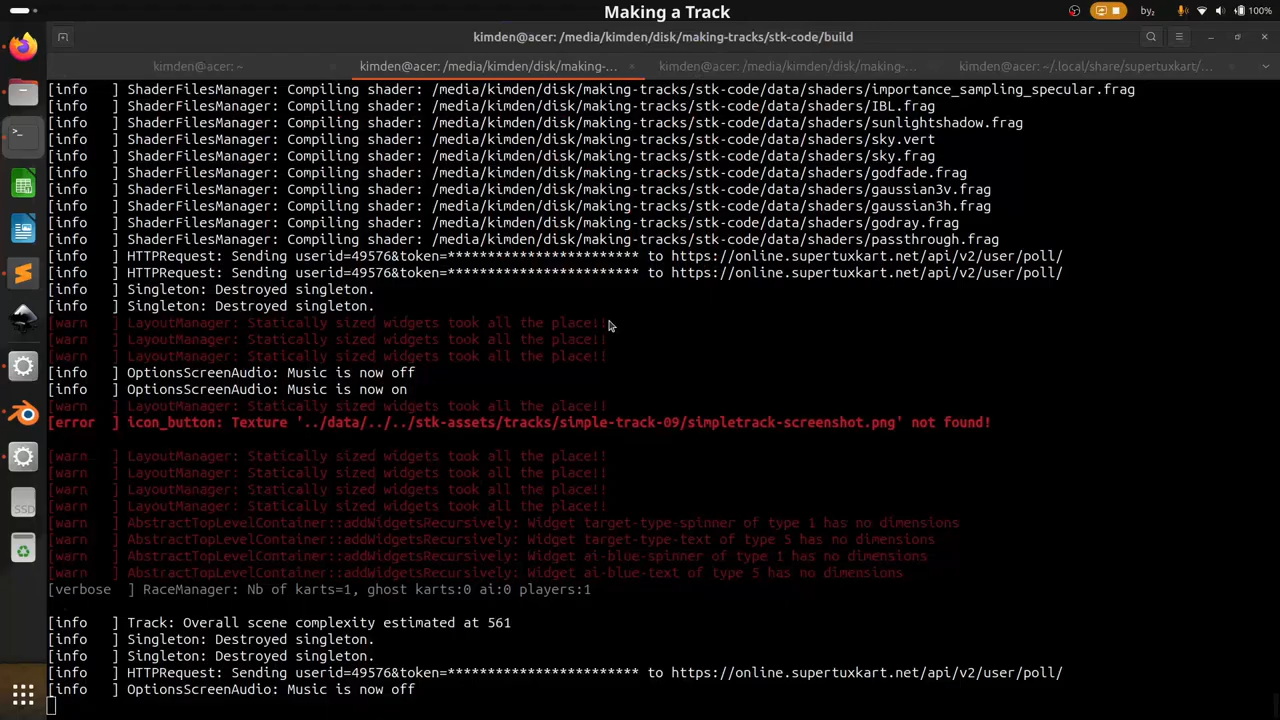 Making a Track
by₂
100%
kimden@acer: /media/kimden/disk/making-tracks/stk-code/build
kimden@acer: ~
kimden@acer: /media/kimden/disk/making-...
kimden@acer: /media/kimden/disk/making-...
kimden@acer: ~/.local/share/supertuxkart/...
[info   ] ShaderFilesManager: Compiling shader: /media/kimden/disk/making-tracks/stk-code/data/shaders/importance_sampling_specular.frag
[info   ] ShaderFilesManager: Compiling shader: /media/kimden/disk/making-tracks/stk-code/data/shaders/IBL.frag
[info   ] ShaderFilesManager: Compiling shader: /media/kimden/disk/making-tracks/stk-code/data/shaders/sunlightshadow.frag
[info   ] ShaderFilesManager: Compiling shader: /media/kimden/disk/making-tracks/stk-code/data/shaders/sky.vert
[info   ] ShaderFilesManager: Compiling shader: /media/kimden/disk/making-tracks/stk-code/data/shaders/sky.frag
[info   ] ShaderFilesManager: Compiling shader: /media/kimden/disk/making-tracks/stk-code/data/shaders/godfade.frag
[info   ] ShaderFilesManager: Compiling shader: /media/kimden/disk/making-tracks/stk-code/data/shaders/gaussian3v.frag
[info   ] ShaderFilesManager: Compiling shader: /media/kimden/disk/making-tracks/stk-code/data/shaders/gaussian3h.frag
[info   ] ShaderFilesManager: Compiling shader: /media/kimden/disk/making-tracks/stk-code/data/shaders/godray.frag
[info   ] ShaderFilesManager: Compiling shader: /media/kimden/disk/making-tracks/stk-code/data/shaders/passthrough.frag
[info   ] HTTPRequest: Sending userid=49576&token=************************ to https://online.supertuxkart.net/api/v2/user/poll/
[info   ] HTTPRequest: Sending userid=49576&token=************************ to https://online.supertuxkart.net/api/v2/user/poll/
[info   ] Singleton: Destroyed singleton.
[info   ] Singleton: Destroyed singleton.
[warn   ] LayoutManager: Statically sized widgets took all the place!!
[warn   ] LayoutManager: Statically sized widgets took all the place!!
[warn   ] LayoutManager: Statically sized widgets took all the place!!
[info   ] OptionsScreenAudio: Music is now off
[info   ] OptionsScreenAudio: Music is now on
[warn   ] LayoutManager: Statically sized widgets took all the place!!
[error  ] icon_button: Texture '../data/../../stk-assets/tracks/simple-track-09/simpletrack-screenshot.png' not found!
[warn   ] LayoutManager: Statically sized widgets took all the place!!
[warn   ] LayoutManager: Statically sized widgets took all the place!!
[warn   ] LayoutManager: Statically sized widgets took all the place!!
[warn   ] LayoutManager: Statically sized widgets took all the place!!
[warn   ] AbstractTopLevelContainer::addWidgetsRecursively: Widget target-type-spinner of type 1 has no dimensions
[warn   ] AbstractTopLevelContainer::addWidgetsRecursively: Widget target-type-text of type 5 has no dimensions
[warn   ] AbstractTopLevelContainer::addWidgetsRecursively: Widget ai-blue-spinner of type 1 has no dimensions
[warn   ] AbstractTopLevelContainer::addWidgetsRecursively: Widget ai-blue-text of type 5 has no dimensions
[verbose  ] RaceManager: Nb of karts=1, ghost karts:0 ai:0 players:1
[info   ] Track: Overall scene complexity estimated at 561
[info   ] Singleton: Destroyed singleton.
[info   ] Singleton: Destroyed singleton.
[info   ] HTTPRequest: Sending userid=49576&token=************************ to https://online.supertuxkart.net/api/v2/user/poll/
[info   ] OptionsScreenAudio: Music is now off
SSD